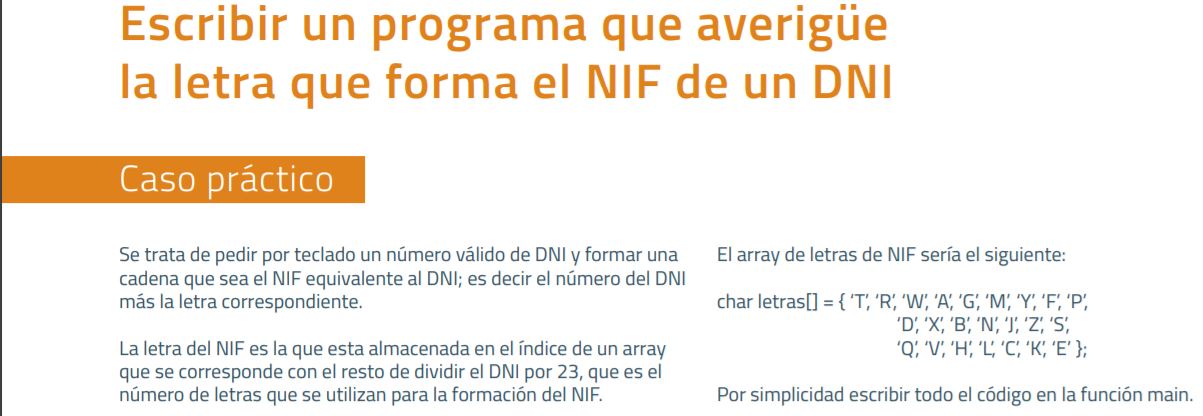 Escribir un programa que averigüe
la letra que forma el NIF de un DNI
Caso práctico
Se trata de pedir por teclado un número válido de DNI y formar una
cadena que sea el NIF equivalente al DNI; es decir el número del DNI
más la letra correspondiente.
La letra del NIF es la que esta almacenada en el índice de un array
que se corresponde con el resto de dividir el DNI por 23, que es el
número de letras que se utilizan para la formación del NIF.
El array de letras de NIF sería el siguiente:
char letras[] = { ‘T’, ‘R’, ‘W’, ‘A’, ‘G’, ‘M’, ‘Y’, ‘F’, ‘P’,
‘D’, ‘X’, ‘B’, ‘N’, ‘J’, ‘Z’, ‘S’,
‘Q’, ‘V’, ‘H’, ‘L’, ‘C’, ‘K’, ‘E’ };
Por simplicidad escribir todo el código en la función main.